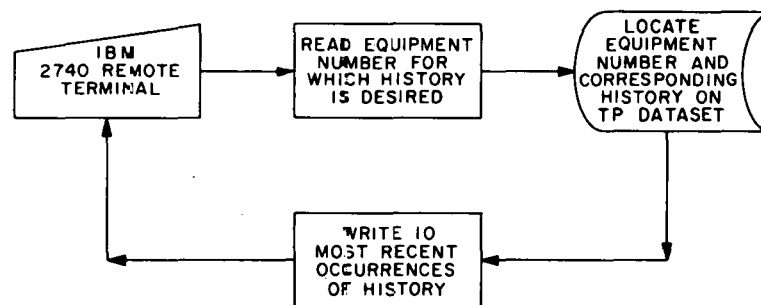 IBM
2740 REMOTE
TERMINAL
READ EQUIPMENT
NUMBER FOR
WHICH HISTORY
IS DESIRED
LOCATE
EQUIPMENT
NUMBER AND
CORRESPONDING
HISTORY ON
TP DATASET
WRITE 10
MOST RECENT
OCCURRENCES
OF HISTORY